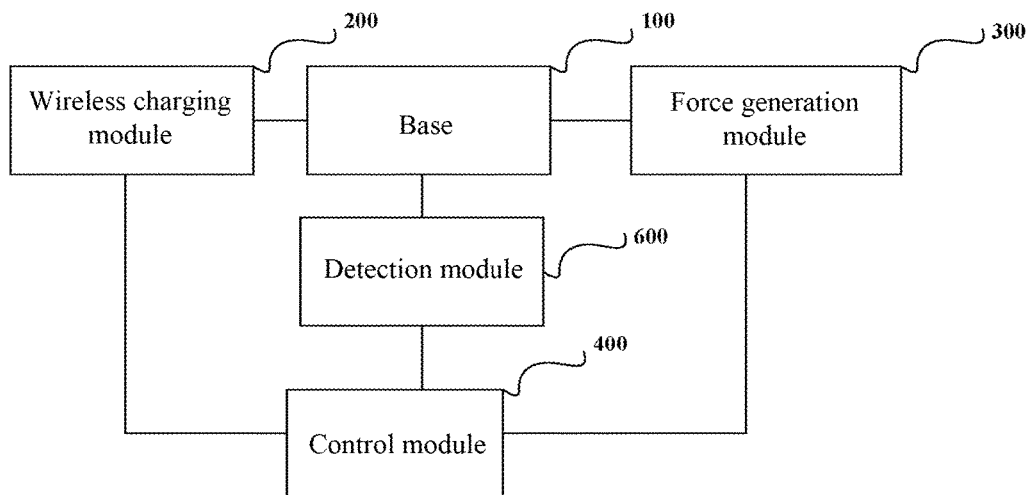 200
100
300
Wireless charging
module
Base
Force generation
module
600
Detection module
400
Control module